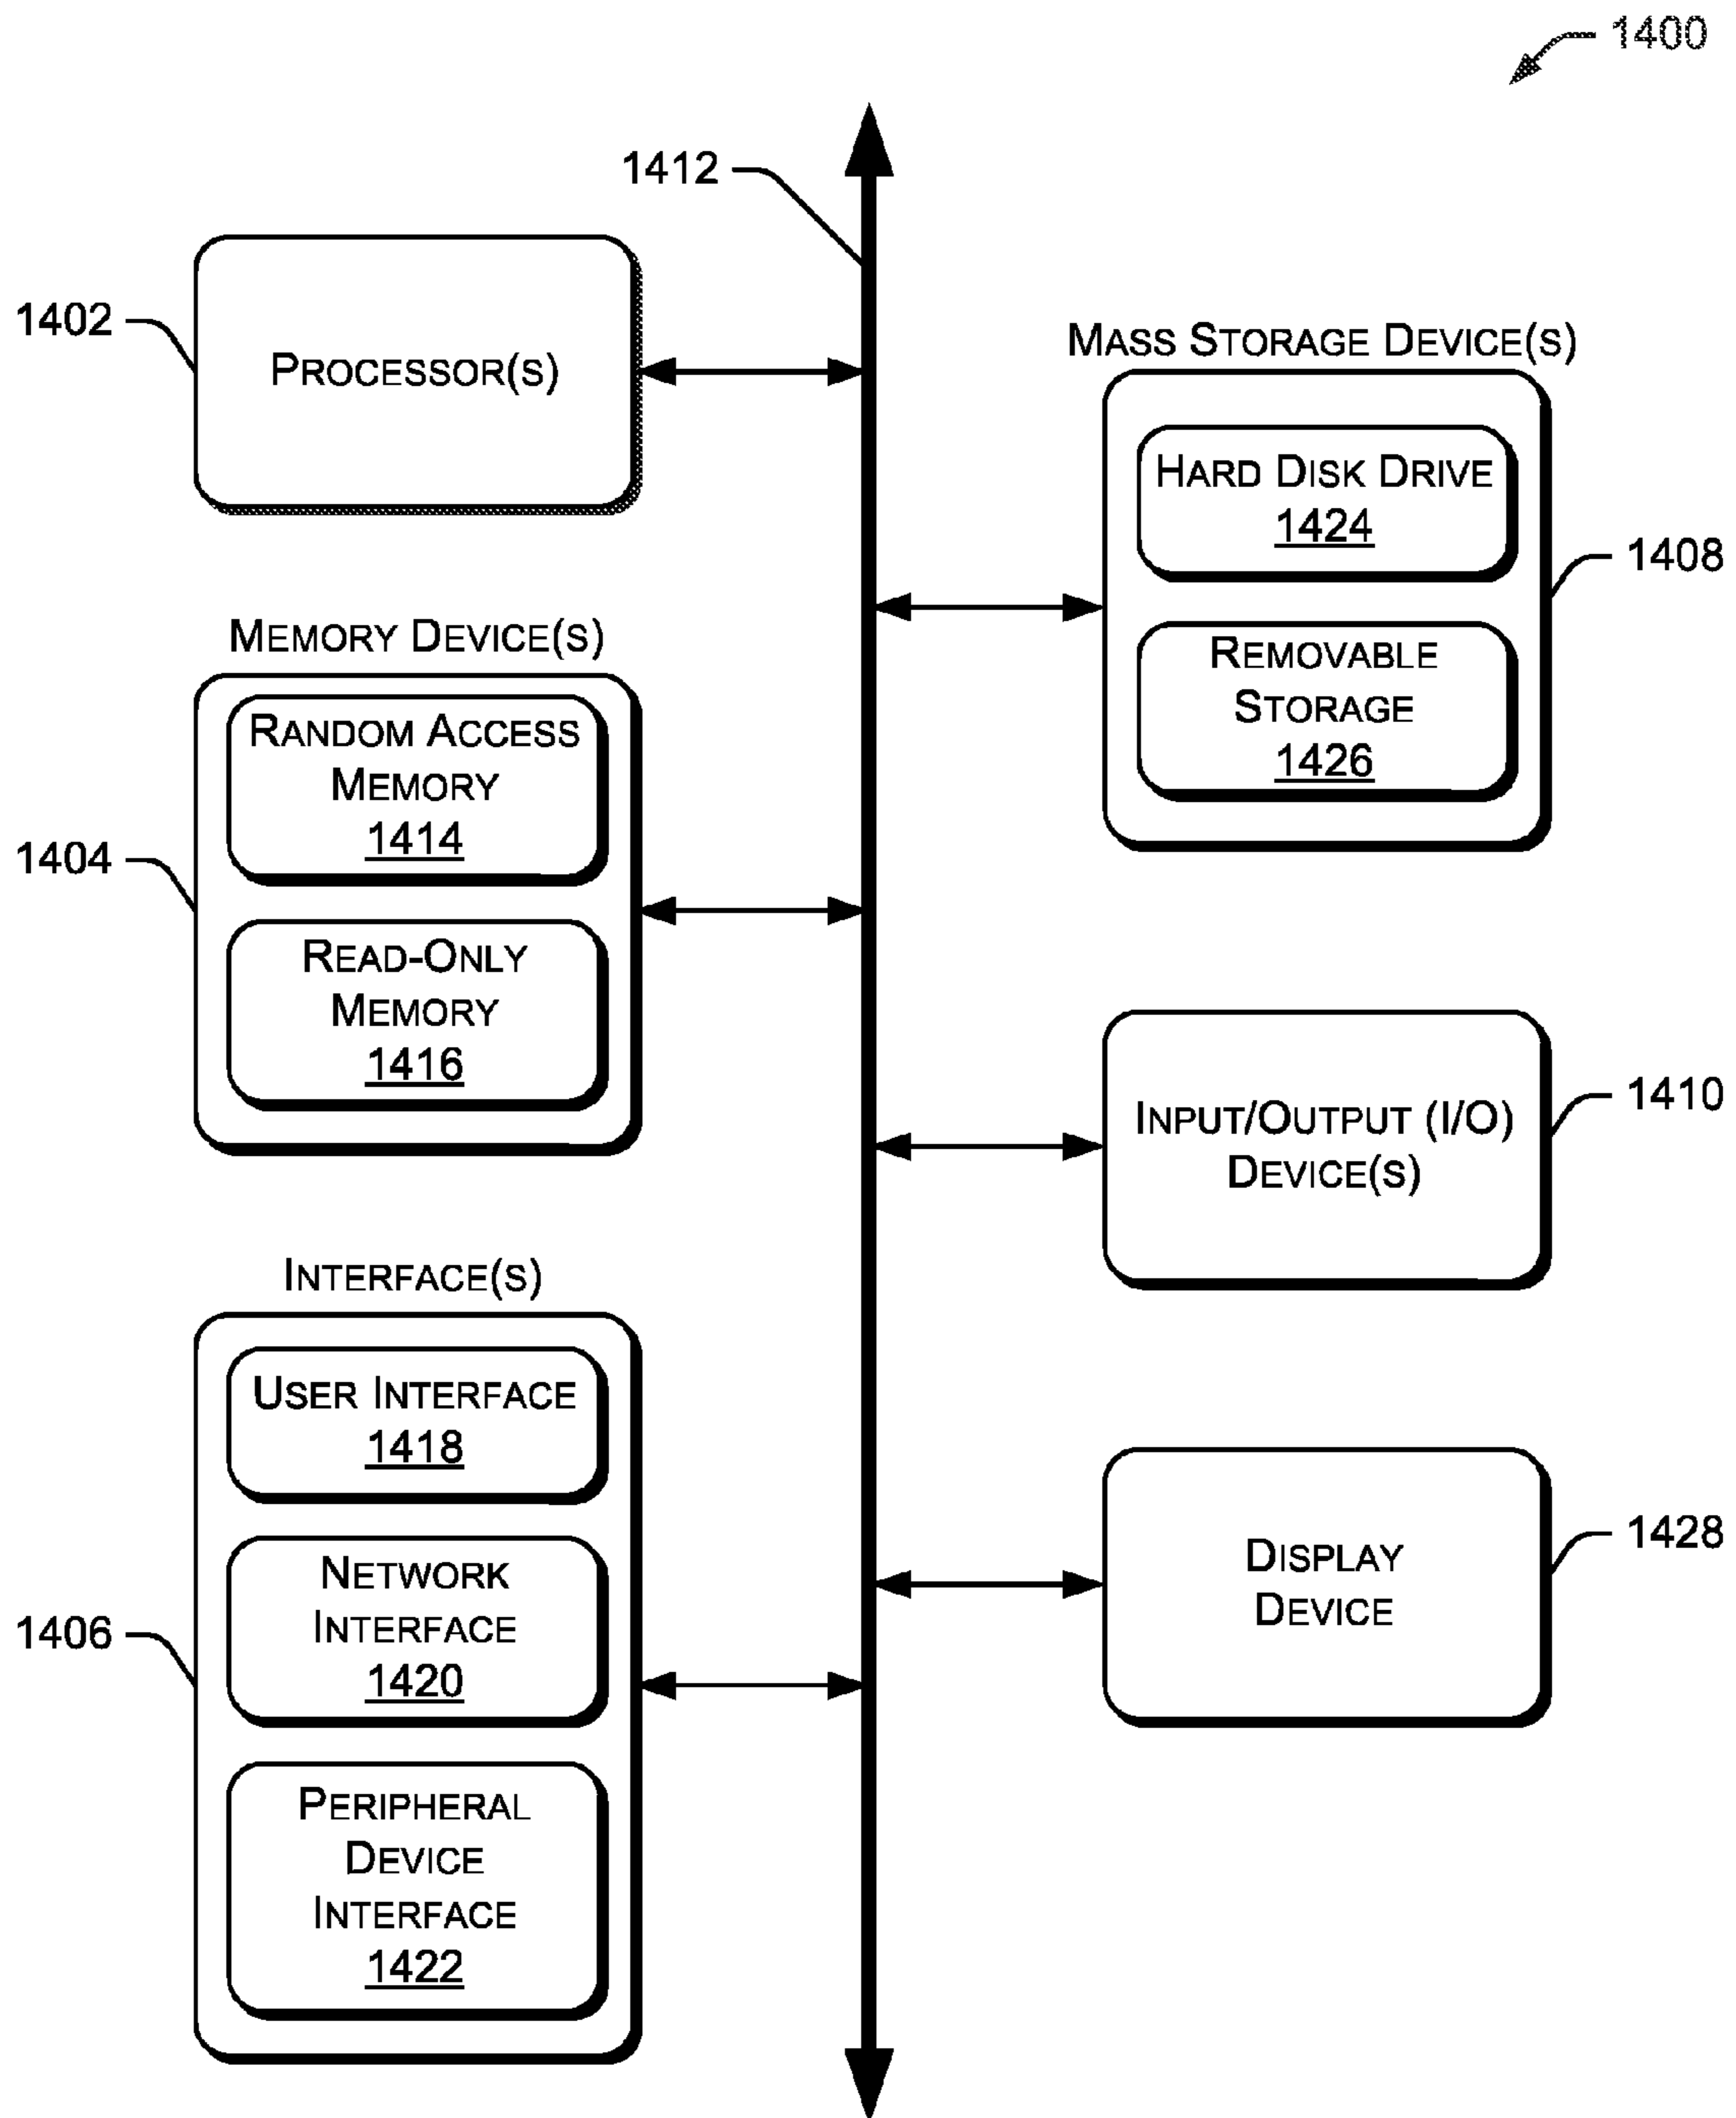 1400
1412
1402
PROCESSOR(S)
MASS STORAGE DEVICE(S)
HARD DISK DRIVE
1424
1408
REMOVABLE
STORAGE
1426
MEMORY DEVICE(S)
RANDOM ACCESS
MEMORY
1414
1404
READ-ONLY
MEMORY
1416
INPUT/OUTPUT (I/O)
DEVICE(S)
1410
INTERFACE(S)
USER INTERFACE
1418
NETWORK
INTERFACE
1420
1406
PERIPHERAL
DEVICE
INTERFACE
1422
DISPLAY
DEVICE
1428